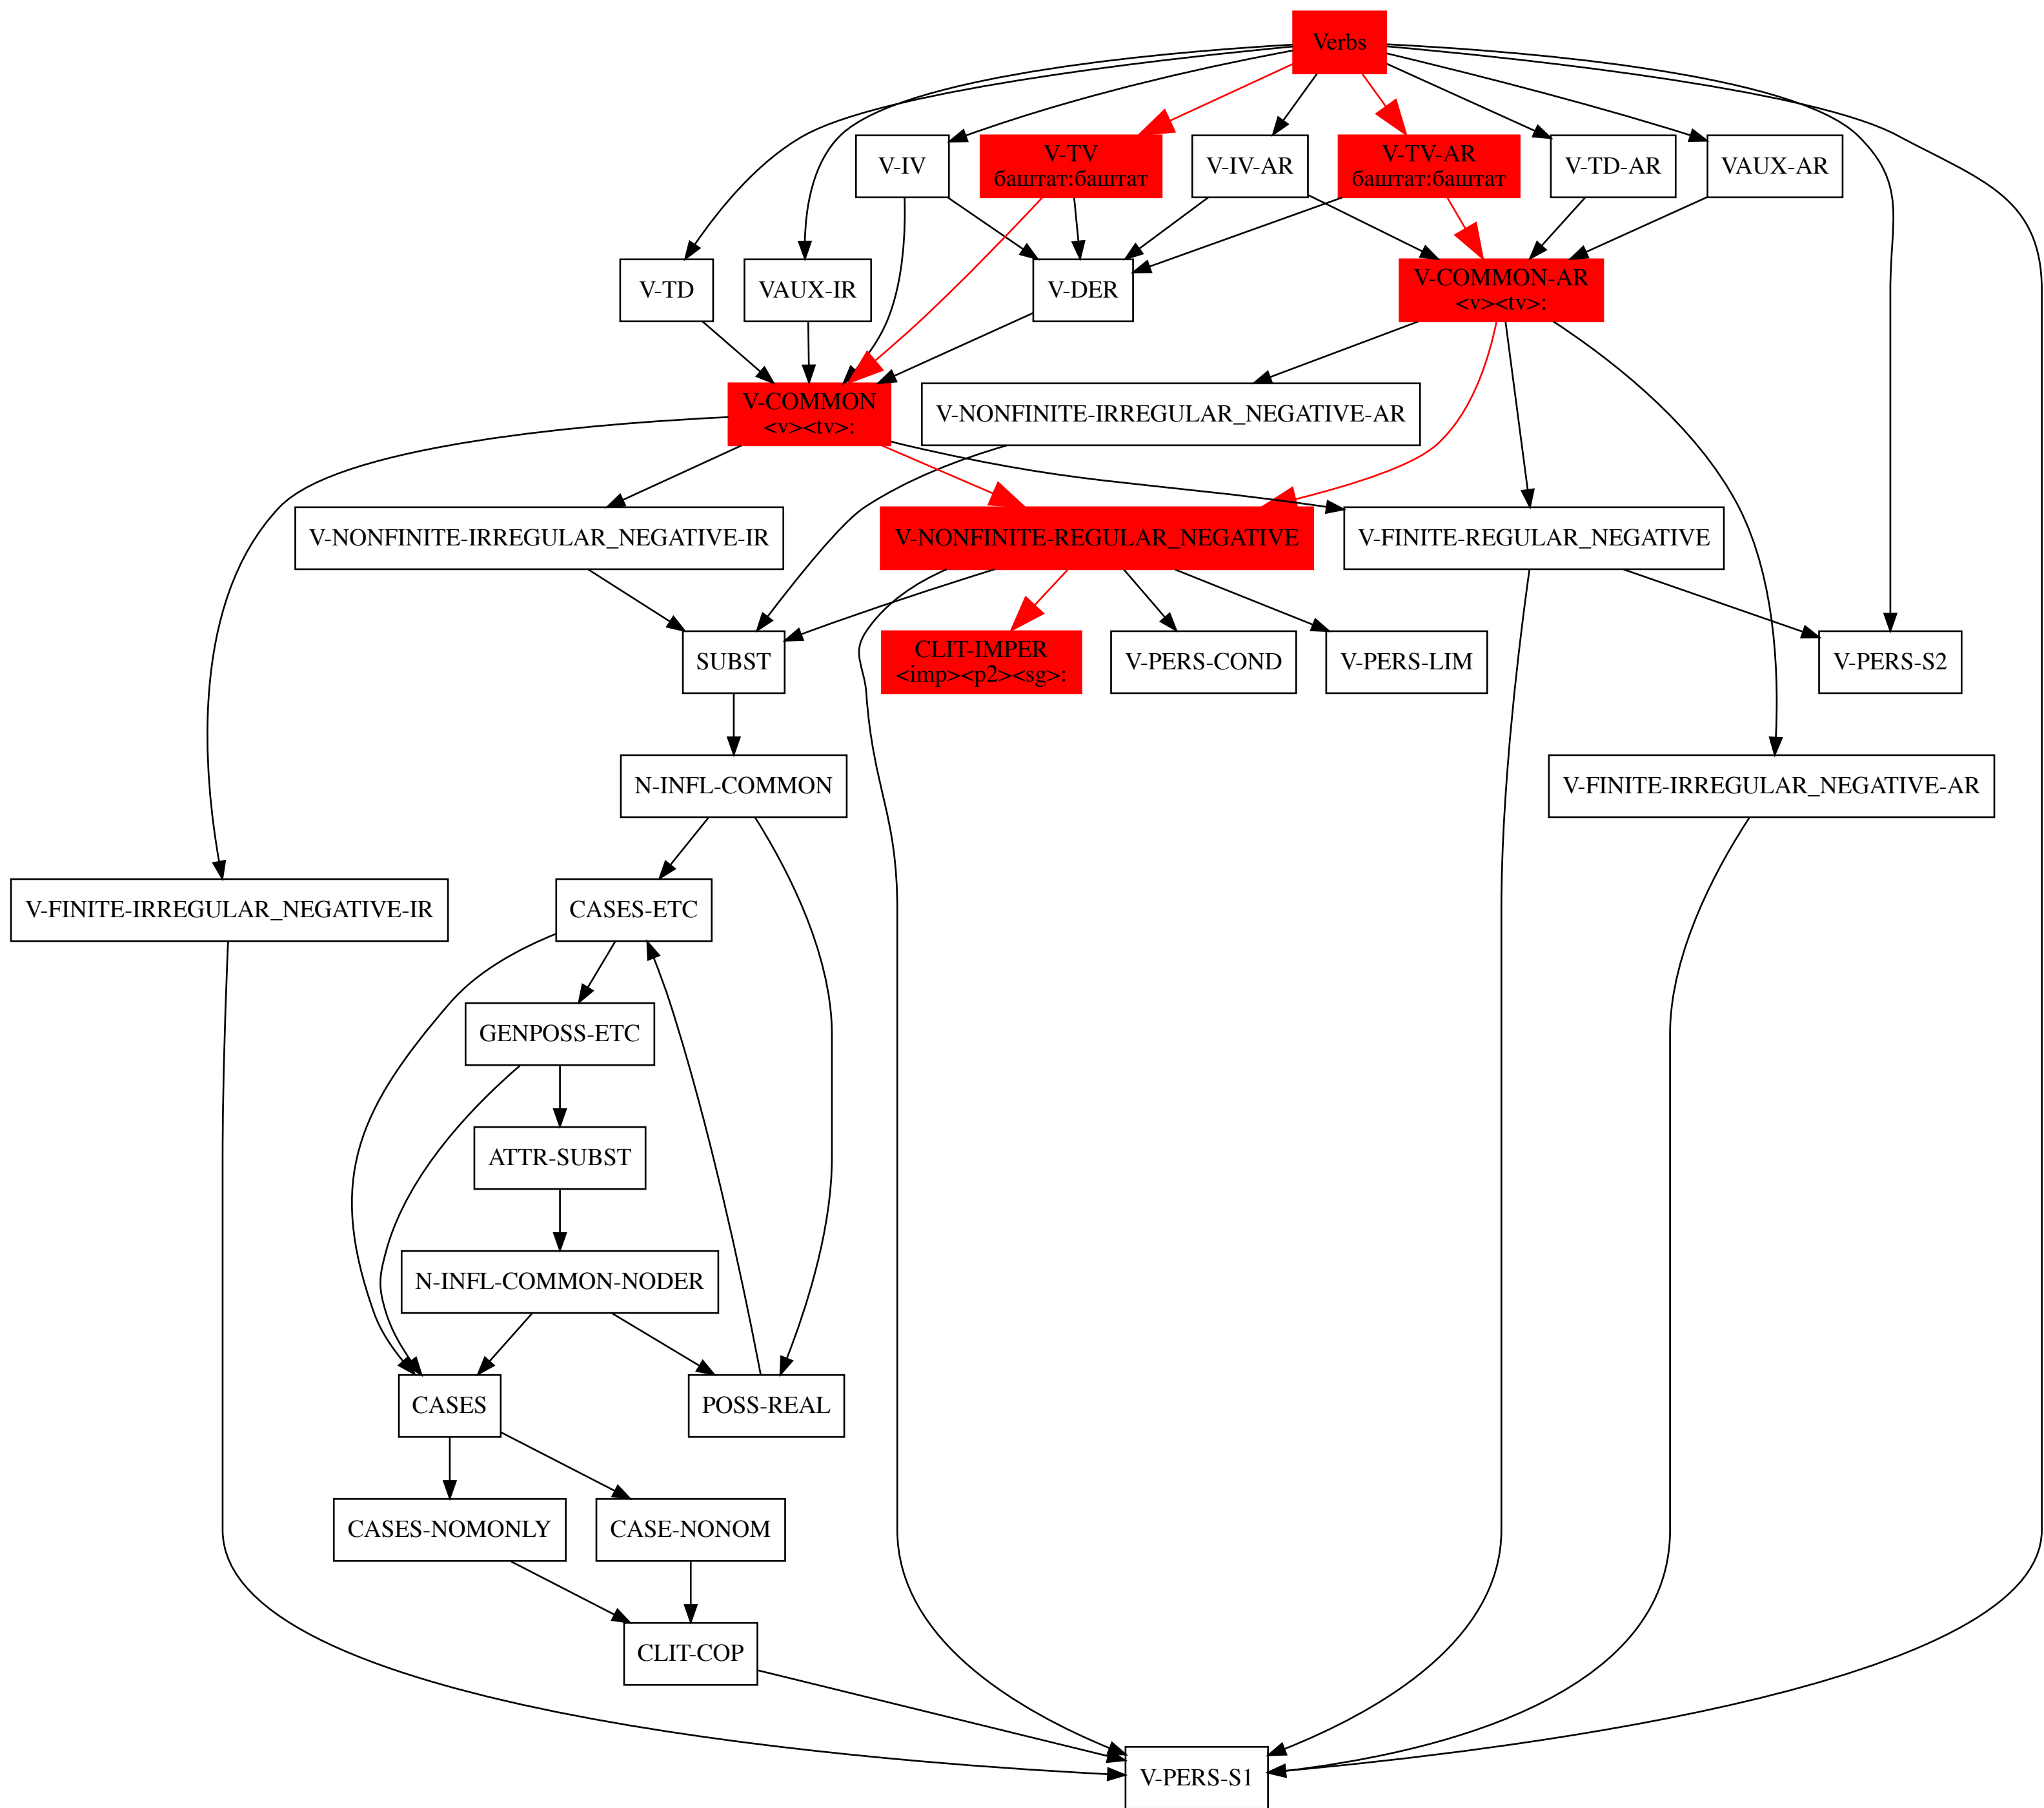 Verbs
V-IV
V-TV
баштат:баштат
V-IV-AR
V-TV-AR
баштат:баштат
V-TD-AR
VAUX-AR
V-TD
VAUX-IR
V-DER
V-COMMON-AR
<v><tv>:
V-COMMON
<v><tv>:
V-NONFINITE-IRREGULAR_NEGATIVE-AR
V-NONFINITE-IRREGULAR_NEGATIVE-IR
V-NONFINITE-REGULAR_NEGATIVE
V-FINITE-REGULAR_NEGATIVE
SUBST
CLIT-IMPER
<imp><p2><sg>:
V-PERS-COND
V-PERS-LIM
V-PERS-S2
N-INFL-COMMON
V-FINITE-IRREGULAR_NEGATIVE-AR
V-FINITE-IRREGULAR_NEGATIVE-IR
CASES-ETC
GENPOSS-ETC
ATTR-SUBST
N-INFL-COMMON-NODER
CASES
POSS-REAL
CASES-NOMONLY
CASE-NONOM
CLIT-COP
V-PERS-S1